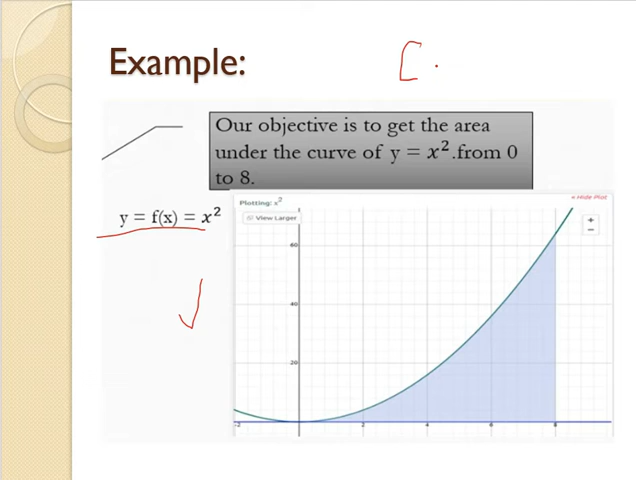 Example:
[
Our objective is to get the area
under the curve of y = x².from 0
to 8.
Plotting: x²
Hide Plot
View Larger
y = f(x) = x²
+
−
60
40
20
-2 2 4 6 8